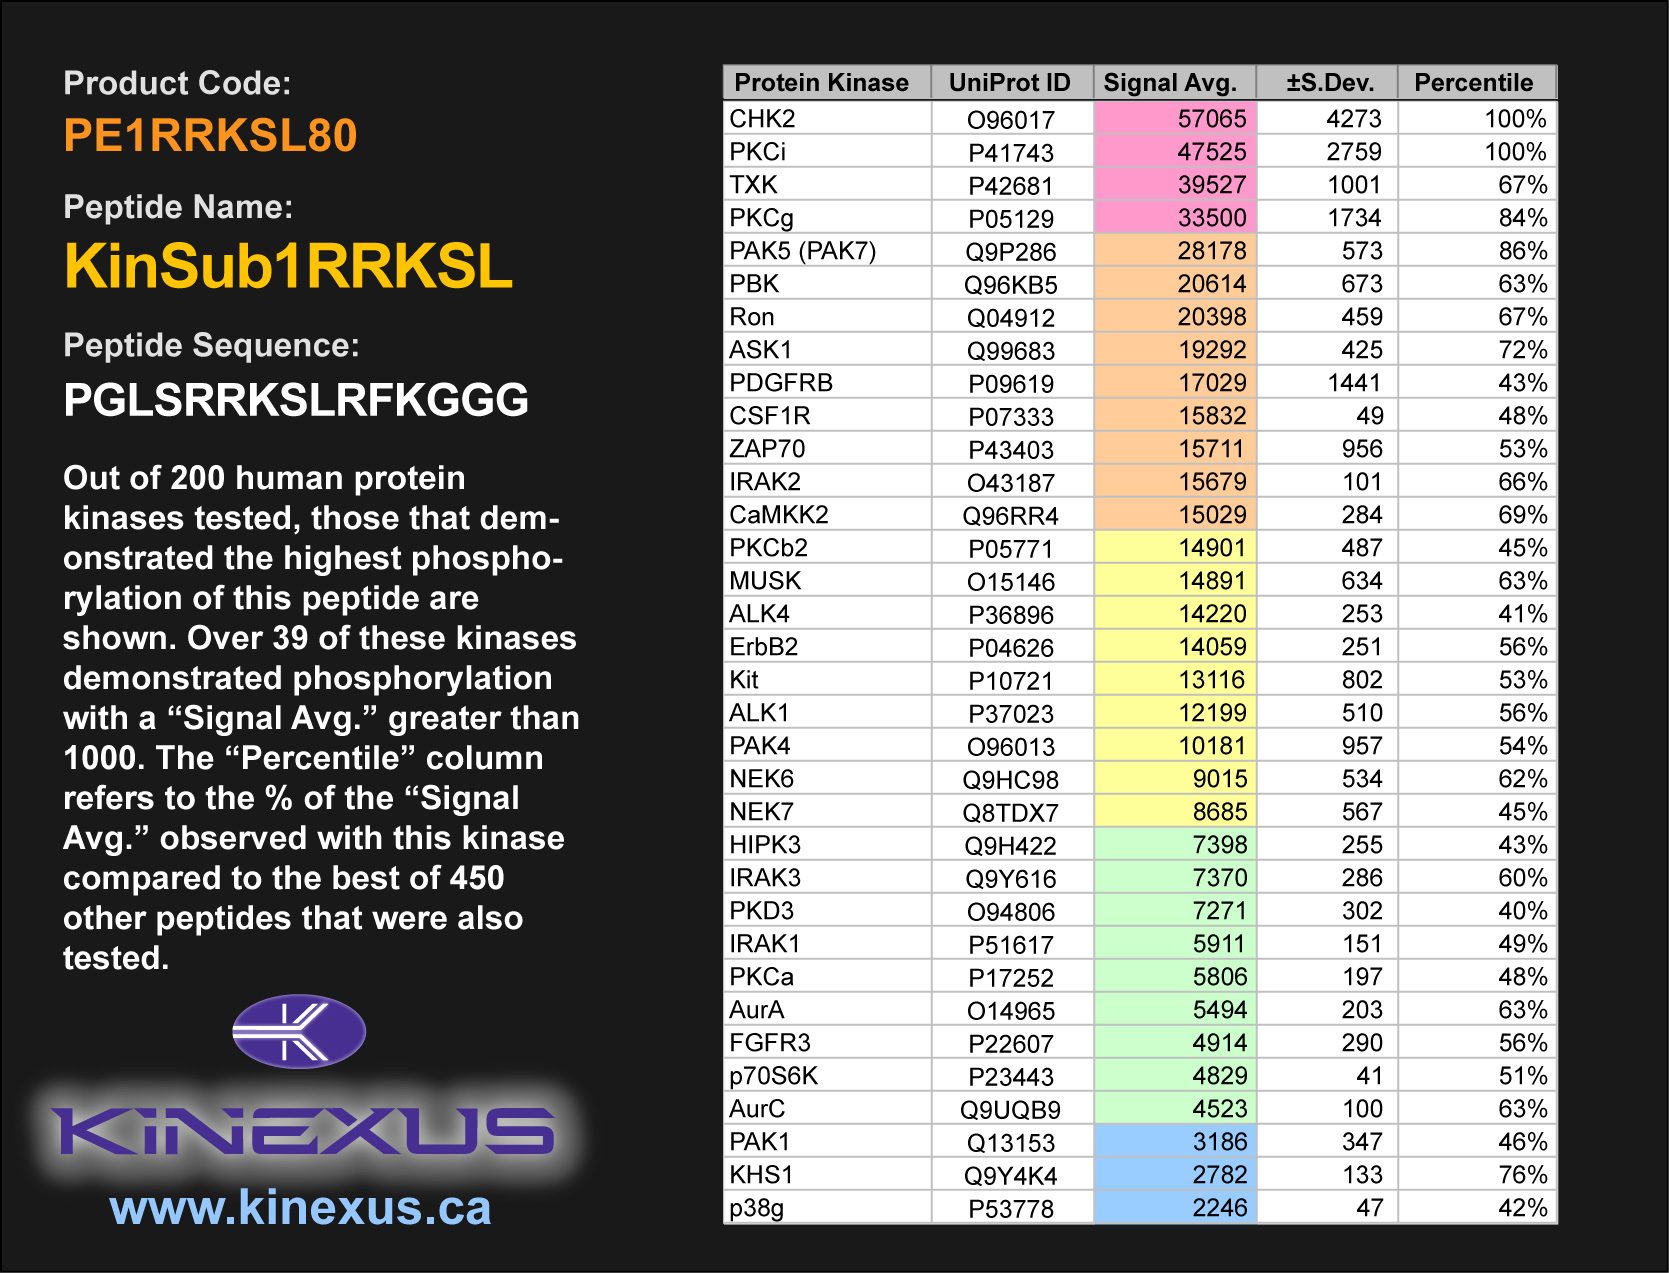 Product Code:
PE1RRKSL80
Peptide Name:
KinSub1RRKSL
Peptide Sequence:
PGLSRRKSLRFKGGG
Out of 200 human protein
kinases tested, those that dem-
onstrated the highest phospho-
rylation of this peptide are
shown. Over 39 of these kinases
demonstrated phosphorylation
with a “Signal Avg.” greater than
1000. The “Percentile” column
refers to the % of the “Signal
Avg.” observed with this kinase
compared to the best of 450
other peptides that were also
tested.
KINEXUS
www.kinexus.ca
Protein Kinase UniProt ID Signal Avg. ±S.Dev. Percentile
CHK2 O96017 57065 4273 100%
PKCi P41743 47525 2759 100%
TXK P42681 39527 1001 67%
PKCg P05129 33500 1734 84%
PAK5 (PAK7) Q9P286 28178 573 86%
PBK Q96KB5 20614 673 63%
Ron Q04912 20398 459 67%
ASK1 Q99683 19292 425 72%
PDGFRB P09619 17029 1441 43%
CSF1R P07333 15832 49 48%
ZAP70 P43403 15711 956 53%
IRAK2 O43187 15679 101 66%
CaMKK2 Q96RR4 15029 284 69%
PKCb2 P05771 14901 487 45%
MUSK O15146 14891 634 63%
ALK4 P36896 14220 253 41%
ErbB2 P04626 14059 251 56%
Kit P10721 13116 802 53%
ALK1 P37023 12199 510 56%
PAK4 O96013 10181 957 54%
NEK6 Q9HC98 9015 534 62%
NEK7 Q8TDX7 8685 567 45%
HIPK3 Q9H422 7398 255 43%
IRAK3 Q9Y616 7370 286 60%
PKD3 O94806 7271 302 40%
IRAK1 P51617 5911 151 49%
PKCa P17252 5806 197 48%
AurA O14965 5494 203 63%
FGFR3 P22607 4914 290 56%
p70S6K P23443 4829 41 51%
AurC Q9UQB9 4523 100 63%
PAK1 Q13153 3186 347 46%
KHS1 Q9Y4K4 2782 133 76%
p38g P53778 2246 47 42%